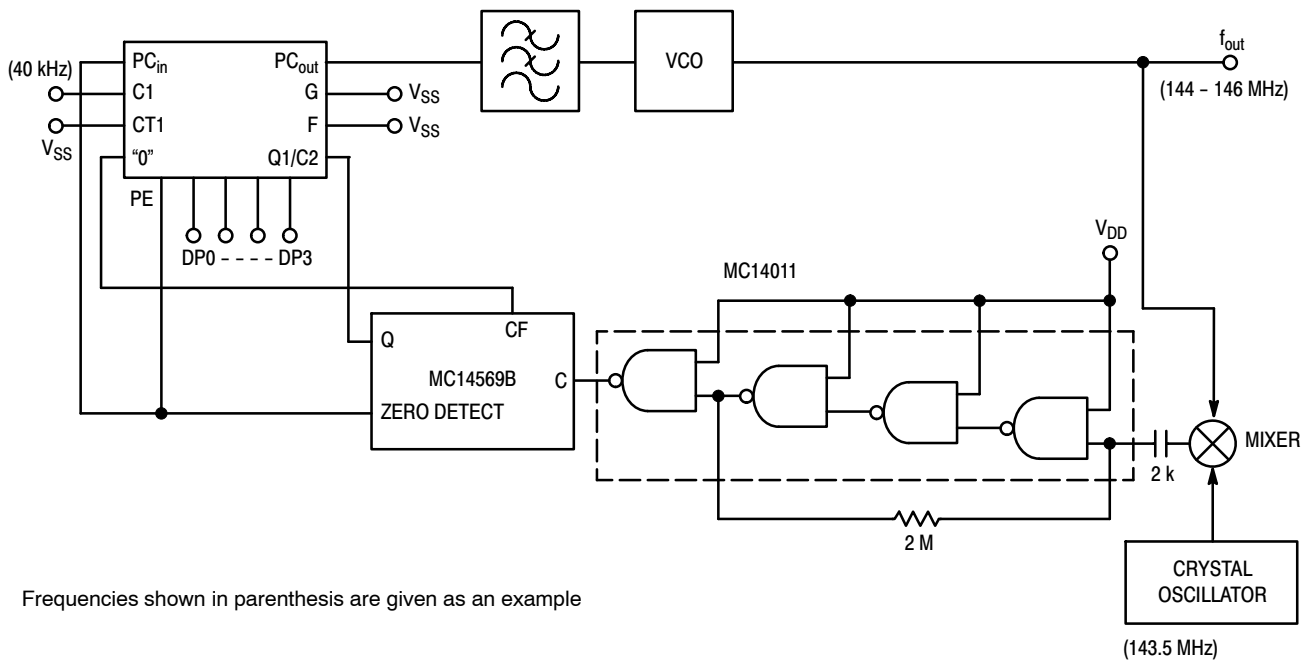 (40 kHz)
PCin
C1
CT1
"0"
PCout
G
F
Q1/C2
VSS
VSS
VSS
PE
DP0 - - - - DP3
VCO
fout
(144 – 146 MHz)
VDD
MC14011
Q
CF
MC14569B
C
ZERO DETECT
MIXER
2 k
2 M
CRYSTAL
OSCILLATOR
(143.5 MHz)
Frequencies shown in parenthesis are given as an example